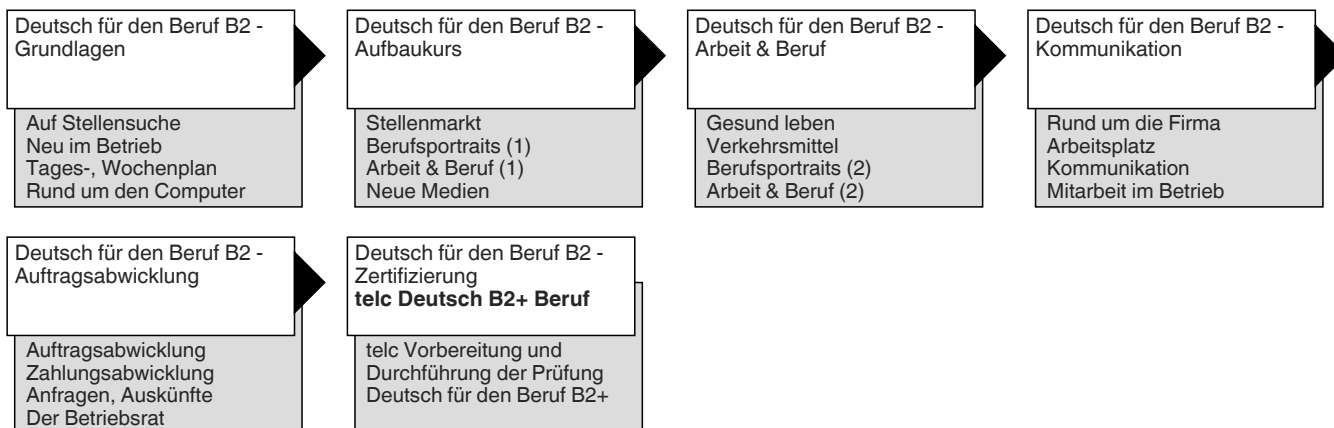 Deutsch für den Beruf B2 -
Grundlagen
Auf Stellensuche
Neu im Betrieb
Tages-, Wochenplan
Rund um den Computer
Deutsch für den Beruf B2 -
Aufbaukurs
Stellenmarkt
Berufsportraits (1)
Arbeit & Beruf (1)
Neue Medien
Deutsch für den Beruf B2 -
Arbeit & Beruf
Gesund leben
Verkehrsmittel
Berufsportraits (2)
Arbeit & Beruf (2)
Deutsch für den Beruf B2 -
Kommunikation
Rund um die Firma
Arbeitsplatz
Kommunikation
Mitarbeit im Betrieb
Deutsch für den Beruf B2 -
Auftragsabwicklung
Auftragsabwicklung
Zahlungsabwicklung
Anfragen, Auskünfte
Der Betriebsrat
Deutsch für den Beruf B2 -
Zertifizierung
telc Deutsch B2+ Beruf
telc Vorbereitung und
Durchführung der Prüfung
Deutsch für den Beruf B2+